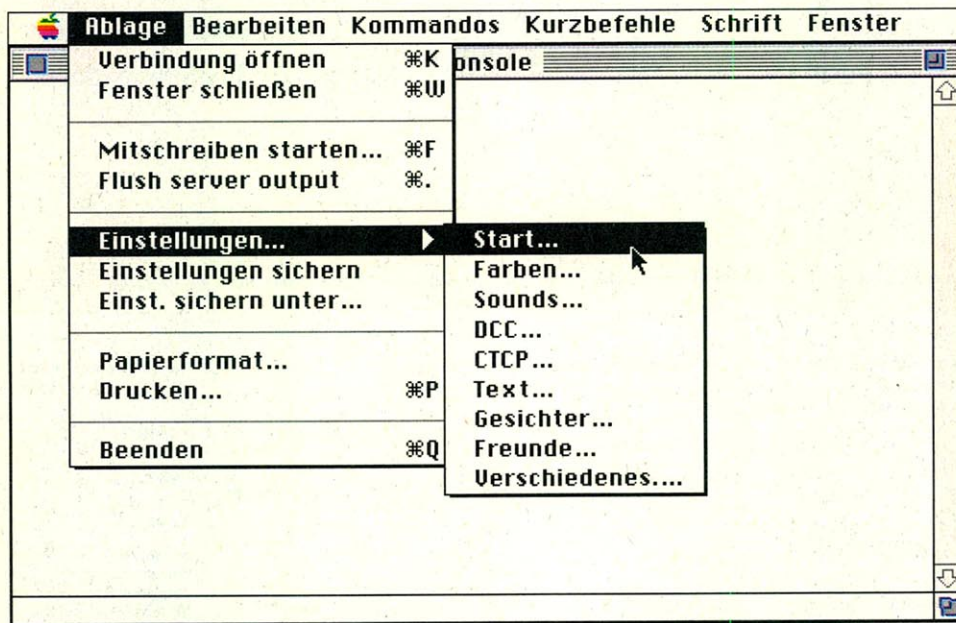 Ablage Bearbeiten Kommandos Kurzbefehle Schrift Fenster
onsole
Verbindung öffnen ⌘K
Fenster schließen ⌘W
Mitschreiben starten... ⌘F
Flush server output ⌘.
Einstellungen...
Einstellungen sichern
Einst. sichern unter...
Papierformat...
Drucken... ⌘P
Beenden ⌘Q
Start...
Farben...
Sounds...
DCC...
CTCP...
Text...
Gesichter...
Freunde...
Verschiedenes....